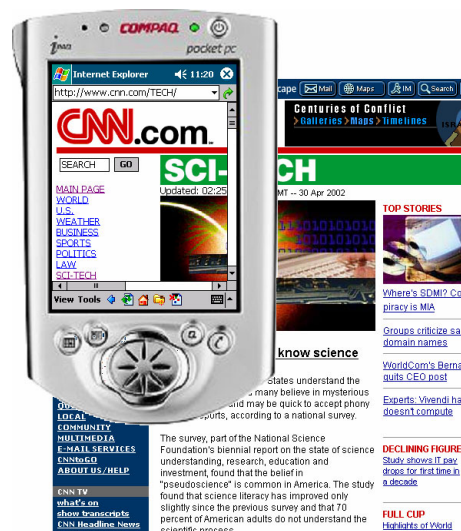 COMPAQ
iPAQ
pocket pc
Internet Explorer
11:20
http://www.cnn.com/TECH/
CNN.com
SEARCH GO
SCI-
Updated: 02:25
MAIN PAGE
WORLD
U.S.
WEATHER
BUSINESS
SPORTS
POLITICS
LAW
SCI-TECH
View Tools
cape Mail Maps IM Search
Centuries of Conflict
>Galleries >Maps >Timelines
ISR
CH
MT -- 30 Apr 2002
know science
States understand the
many believe in mysterious
and may be quick to accept phony
ports, according to a national survey.
The survey, part of the National Science
Foundation's biennial report on the state of science
understanding, research, education and
investment, found that the belief in
"pseudoscience" is common in America. The study
found that science literacy has improved only
slightly since the previous survey and that 70
percent of American adults do not understand the
scientific process
LOCAL
COMMUNITY
MULTIMEDIA
E-MAIL SERVICES
CNNtoGO
ABOUT US/HELP
CNN TV
what's on
show transcripts
CNN Headline News
TOP STORIES
Where's SDMI? Co
piracy is MIA
Groups criticize sa
domain names
WorldCom's Berna
quits CEO post
Experts: Vivendi ha
doesn't compute
DECLINING FIGURE
Study shows IT pay
drops for first time in
a decade
FULL CUP
Highlights of World